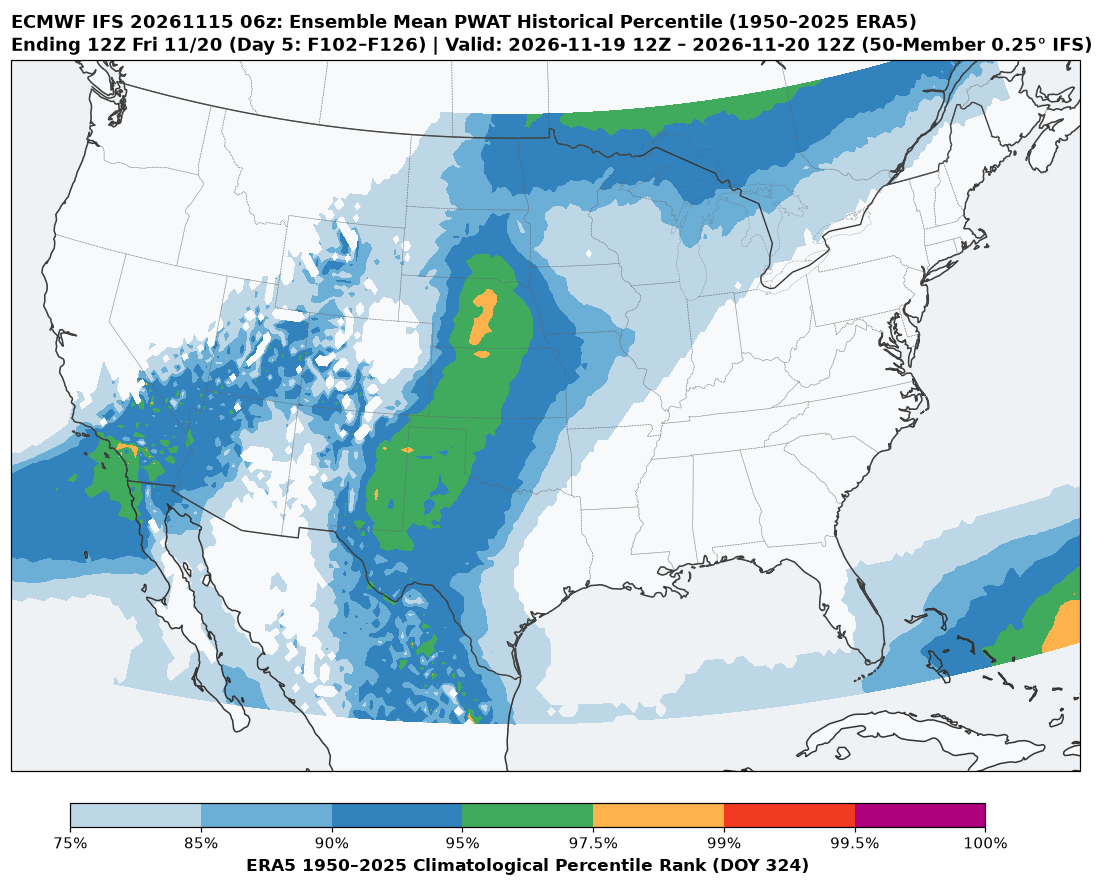 ECMWF IFS 20261115 06z: Ensemble Mean PWAT Historical Percentile (1950–2025 ERA5)
Ending 12Z Fri 11/20 (Day 5: F102–F126) | Valid: 2026-11-19 12Z – 2026-11-20 12Z (50-Member 0.25° IFS)
75% 85% 90% 95% 97.5% 99% 99.5% 100%
ERA5 1950–2025 Climatological Percentile Rank (DOY 324)